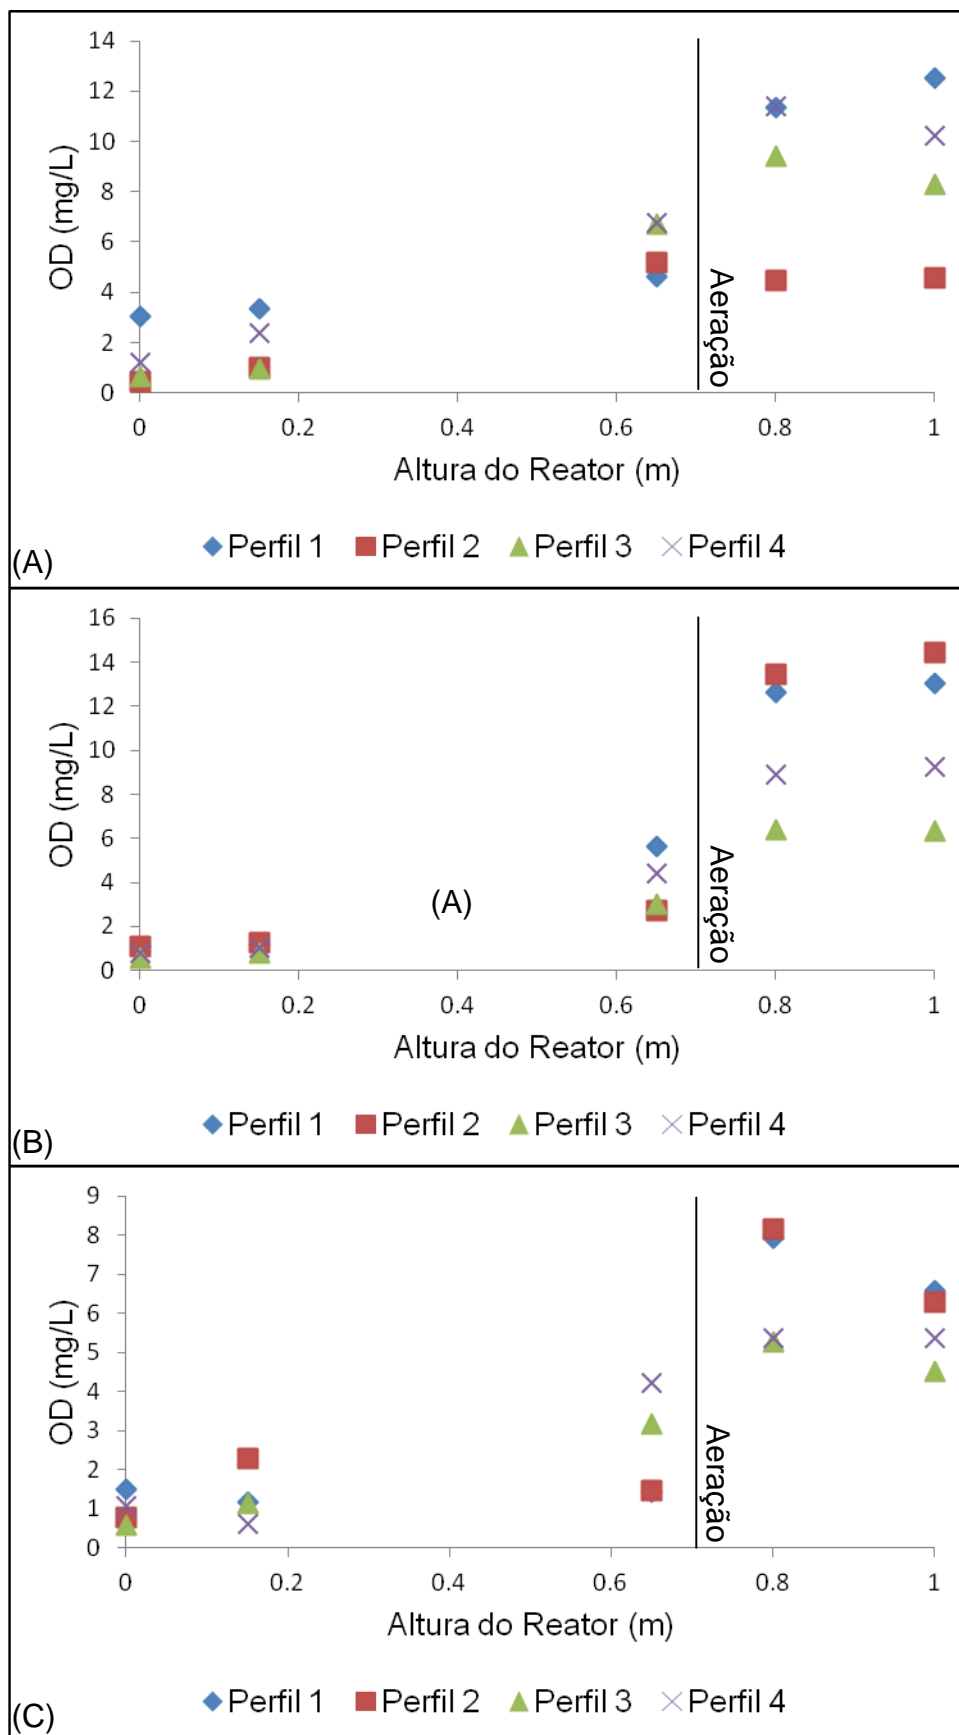 14
12
10
8
6
4
2
0
OD (mg/L)
Aeração
0 0.2 0.4 0.6 0.8 1
Altura do Reator (m)
Perfil 1 Perfil 2 Perfil 3 Perfil 4
(A)
16
14
12
10
8
6
4
2
0
OD (mg/L)
(A)
Aeração
0 0.2 0.4 0.6 0.8 1
Altura do Reator (m)
Perfil 1 Perfil 2 Perfil 3 Perfil 4
(B)
9
8
7
6
5
4
3
2
1
0
OD (mg/L)
Aeração
0 0.2 0.4 0.6 0.8 1
Altura do Reator (m)
Perfil 1 Perfil 2 Perfil 3 Perfil 4
(C)